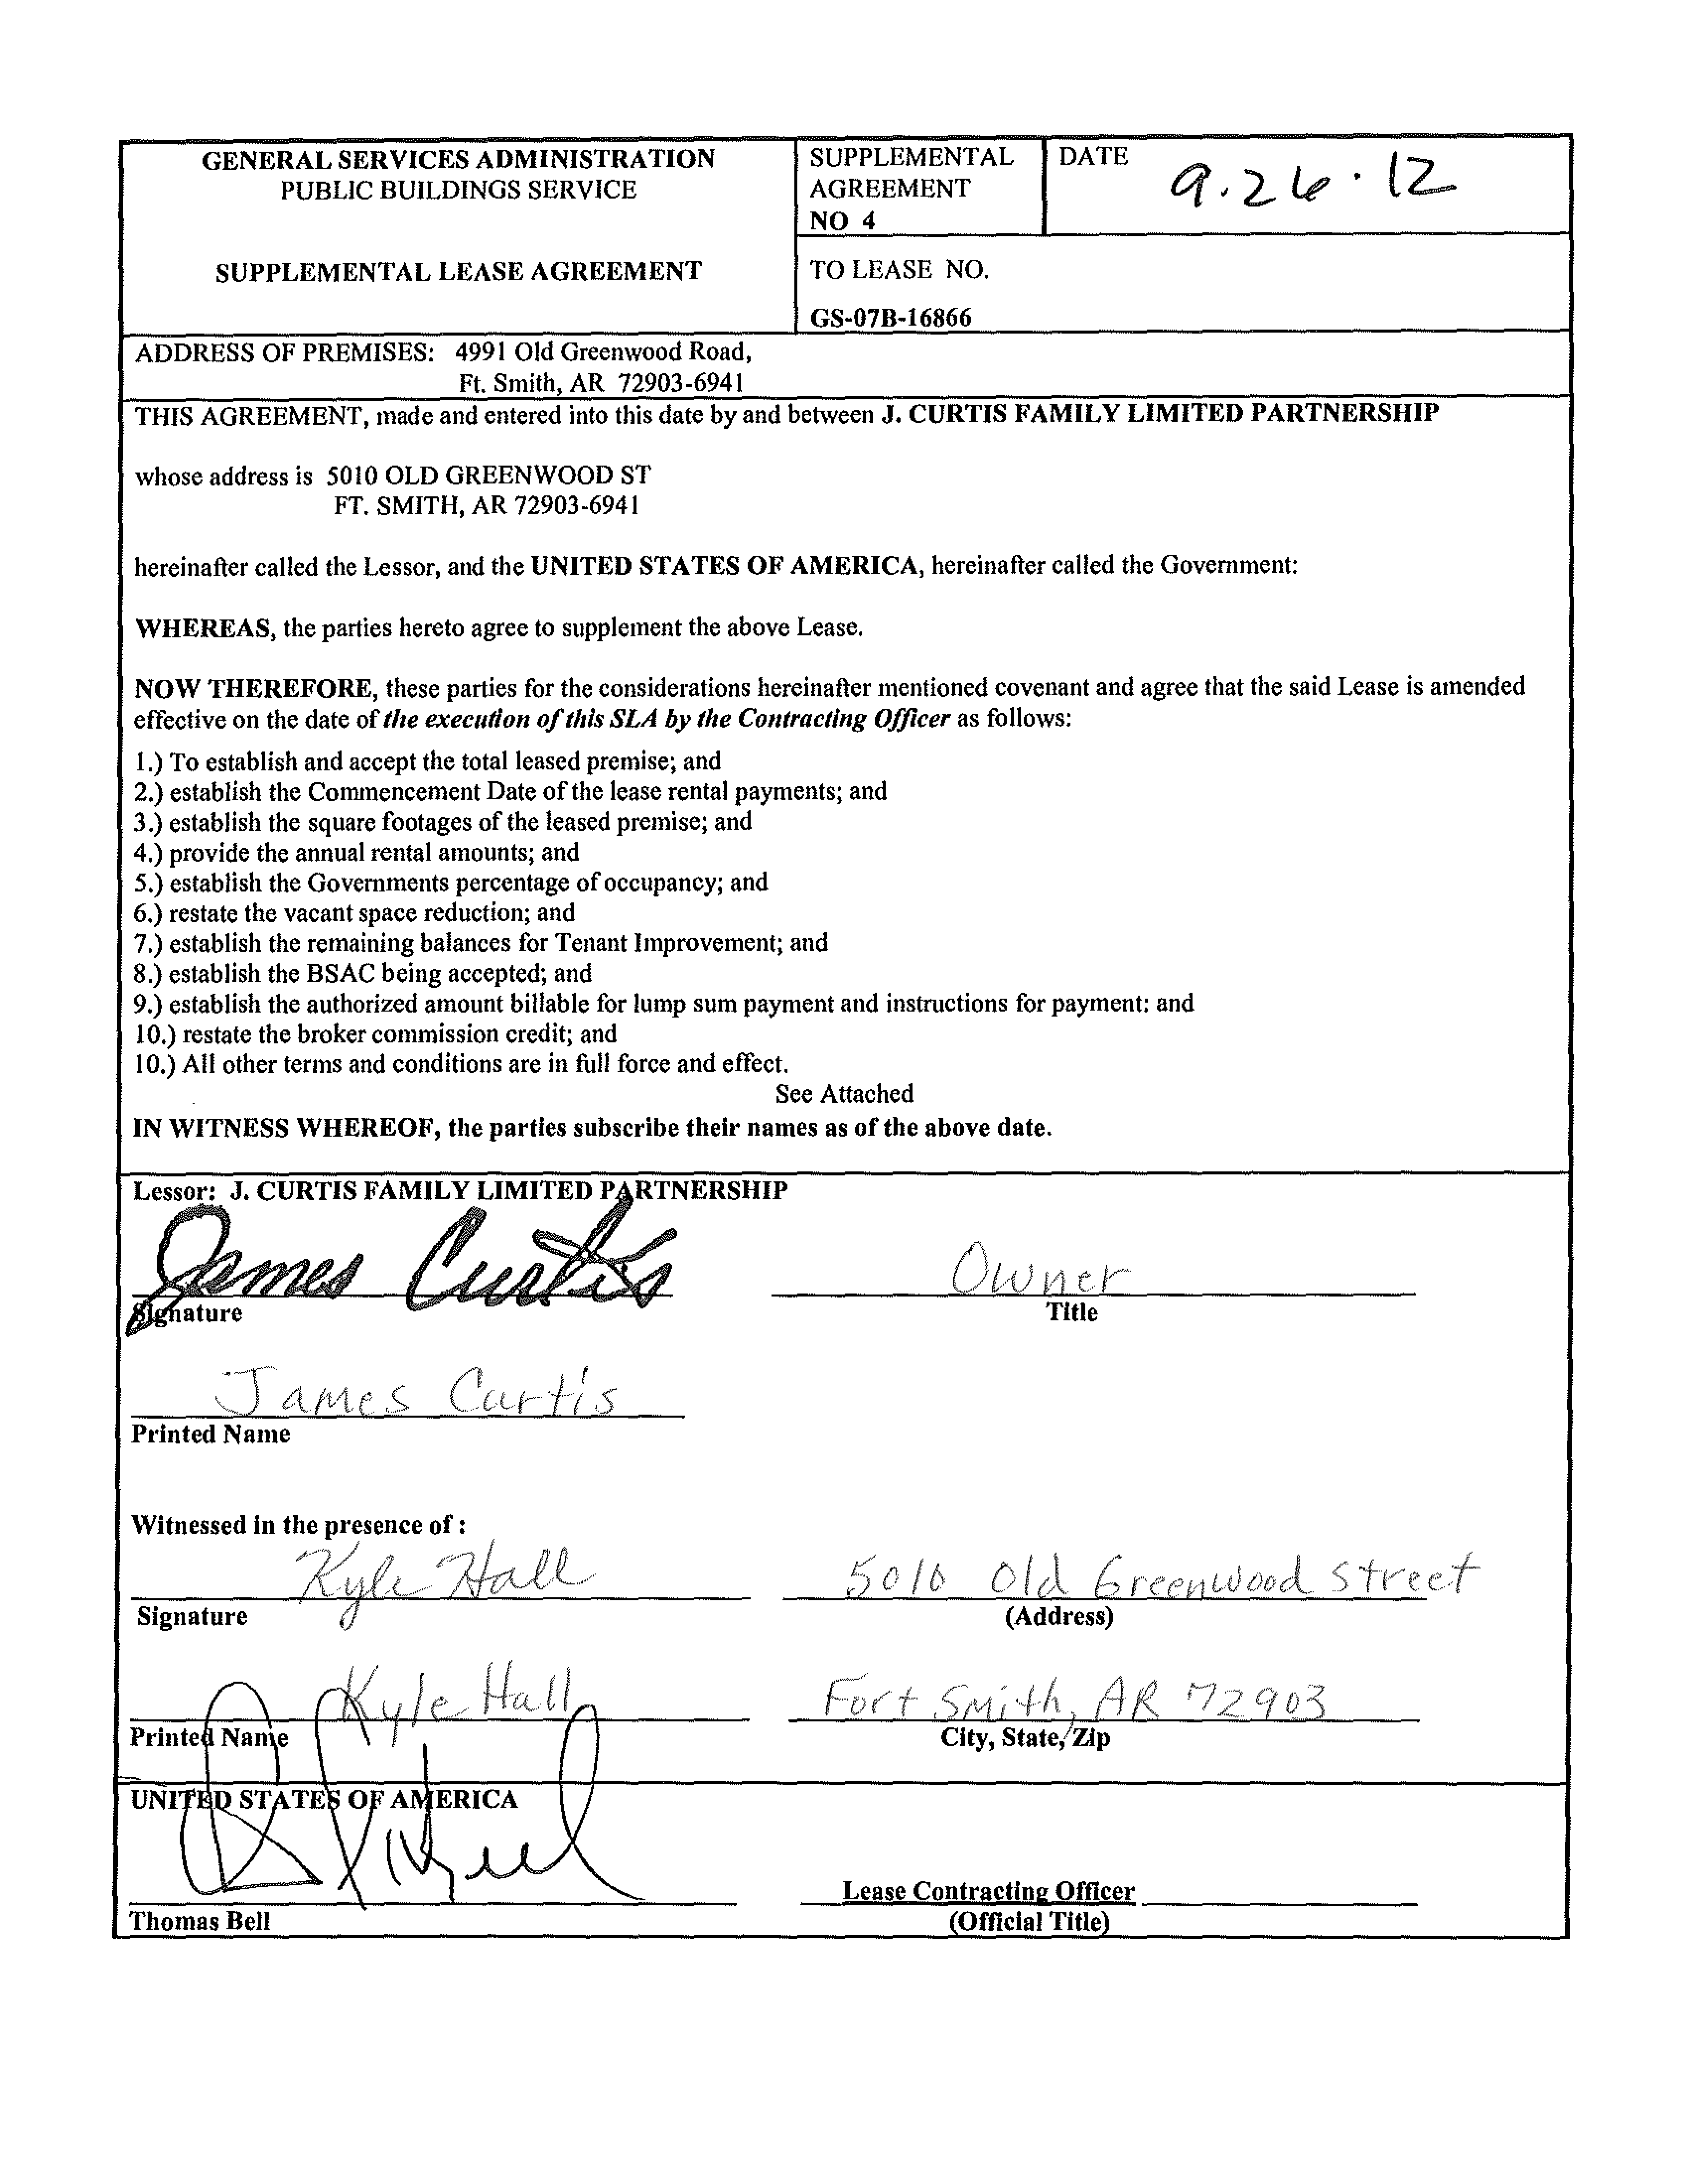 GENERAL SERVICES ADMINISTRATION
PUBLIC BUILDINGS SERVICE
SUPPLEMENTAL LEASE AGREEMENT
SUPPLEMENTAL
AGREEMENT
NO 4
DATE
9.26.12
TO LEASE NO.
GS-07B-16866
ADDRESS OF PREMISES: 4991 Old Greenwood Road,
Ft. Smith, AR 72903-6941
THIS AGREEMENT, made and entered into this date by and between J. CURTIS FAMILY LIMITED PARTNERSHIP
whose address is 5010 OLD GREENWOOD ST
FT. SMITH, AR 72903-6941
hereinafter called the Lessor, and the UNITED STATES OF AMERICA, hereinafter called the Government:
WHEREAS, the parties hereto agree to supplement the above Lease.
NOW THEREFORE, these parties for the considerations hereinafter mentioned covenant and agree that the said Lease is amended
effective on the date of the execution of this SLA by the Contracting Officer as follows:
1.) To establish and accept the total leased premise; and
2.) establish the Commencement Date of the lease rental payments; and
3.) establish the square footages of the leased premise; and
4.) provide the annual rental amounts; and
5.) establish the Governments percentage of occupancy; and
6.) restate the vacant space reduction; and
7.) establish the remaining balances for Tenant Improvement; and
8.) establish the BSAC being accepted; and
9.) establish the authorized amount billable for lump sum payment and instructions for payment: and
10.) restate the broker commission credit; and
10.) All other terms and conditions are in full force and effect.
See Attached
IN WITNESS WHEREOF, the parties subscribe their names as of the above date.
Lessor: J. CURTIS FAMILY LIMITED PARTNERSHIP
James Curtis
Owner
Signature
Title
James Curtis
Printed Name
Witnessed in the presence of :
Kyle Hall
5010 Old Greenwood Street
Signature
(Address)
Kyle Hall
Fort Smith, AR 72903
Printed Name
City, State, Zip
UNITED STATES OF AMERICA
Lease Contracting Officer
Thomas Bell
(Official Title)